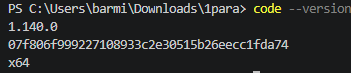 PS C:\Users\barmi\Downloads\1para> code --version
1.140.0
07f806f999227108933c2e30515b26eecc1fda74
x64